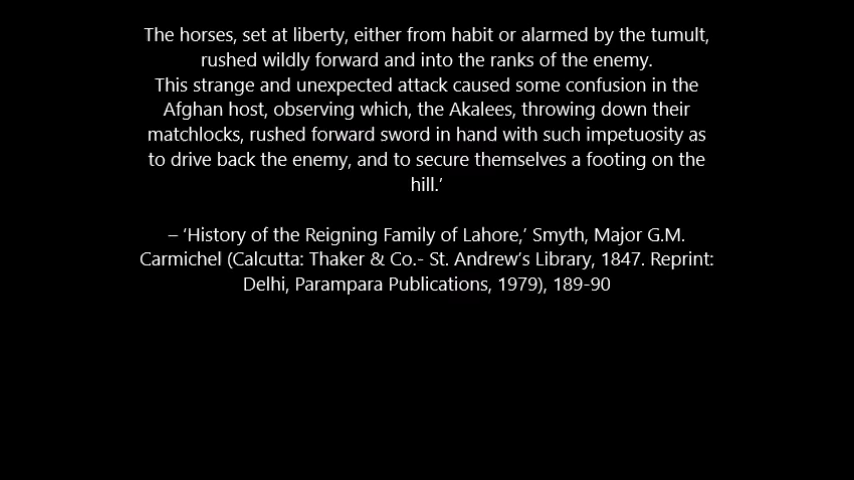 The horses, set at liberty, either from habit or alarmed by the tumult,
rushed wildly forward and into the ranks of the enemy.
This strange and unexpected attack caused some confusion in the
Afghan host, observing which, the Akalees, throwing down their
matchlocks, rushed forward sword in hand with such impetuosity as
to drive back the enemy, and to secure themselves a footing on the
hill.’
– ‘History of the Reigning Family of Lahore,’ Smyth, Major G.M.
Carmichel (Calcutta: Thaker & Co.- St. Andrew’s Library, 1847. Reprint:
Delhi, Parampara Publications, 1979), 189-90